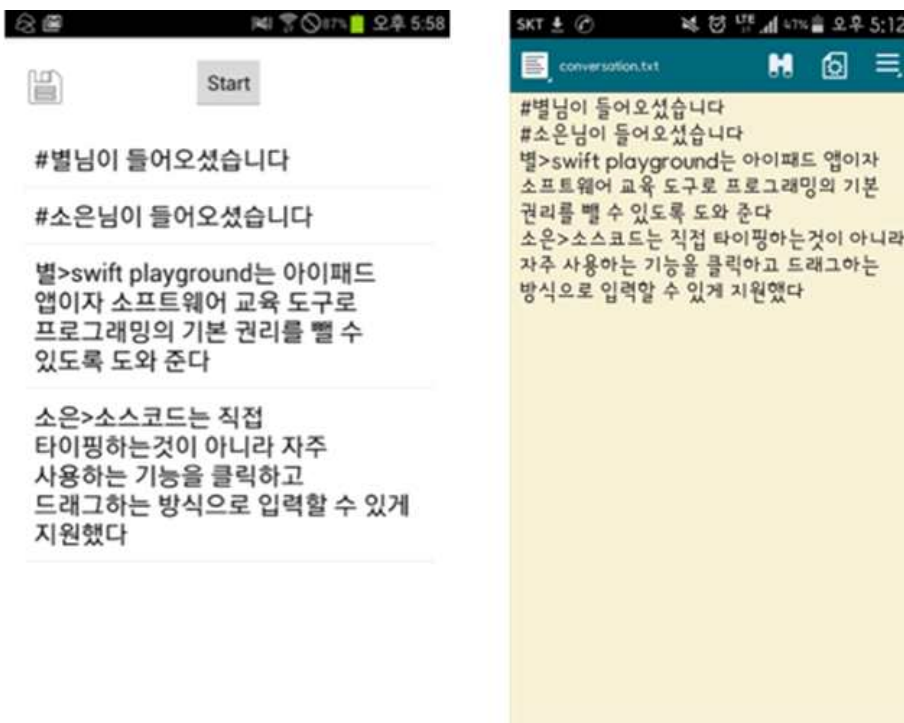 87% 오후 5:58
Start
#별님이 들어오셨습니다
#소은님이 들어오셨습니다
별>swift playground는 아이패드
앱이자 소프트웨어 교육 도구로
프로그래밍의 기본 권리를 뺄 수
있도록 도와 준다
소은>소스코드는 직접
타이핑하는것이 아니라 자주
사용하는 기능을 클릭하고
드래그하는 방식으로 입력할 수 있게
지원했다
SKT LTE 47% 오후 5:12
conversation.txt
#별님이 들어오셨습니다
#소은님이 들어오셨습니다
별>swift playground는 아이패드 앱이자
소프트웨어 교육 도구로 프로그래밍의 기본
권리를 뺄 수 있도록 도와 준다
소은>소스코드는 직접 타이핑하는것이 아니라
자주 사용하는 기능을 클릭하고 드래그하는
방식으로 입력할 수 있게 지원했다